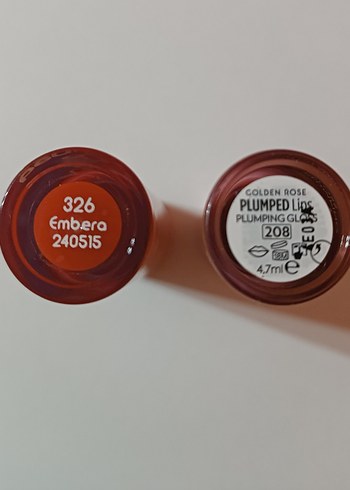 326
Embera
240515
GOLDEN ROSE
PLUMPED Lips
PLUMPING GLOSS
208
4,7ml e